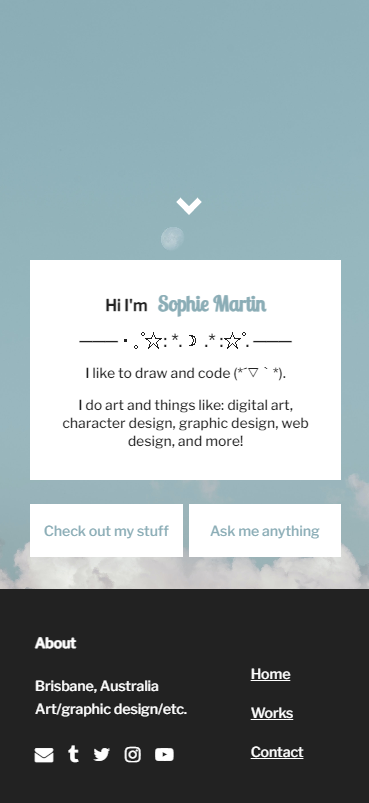 Hi I'm Sophie Martin
─── ･ ｡ﾟ☆: *.☽ .* :☆ﾟ. ───
I like to draw and code (*´▽｀*).
I do art and things like: digital art,
character design, graphic design, web
design, and more!
Check out my stuff
Ask me anything
About
Brisbane, Australia
Art/graphic design/etc.
Home
Works
Contact